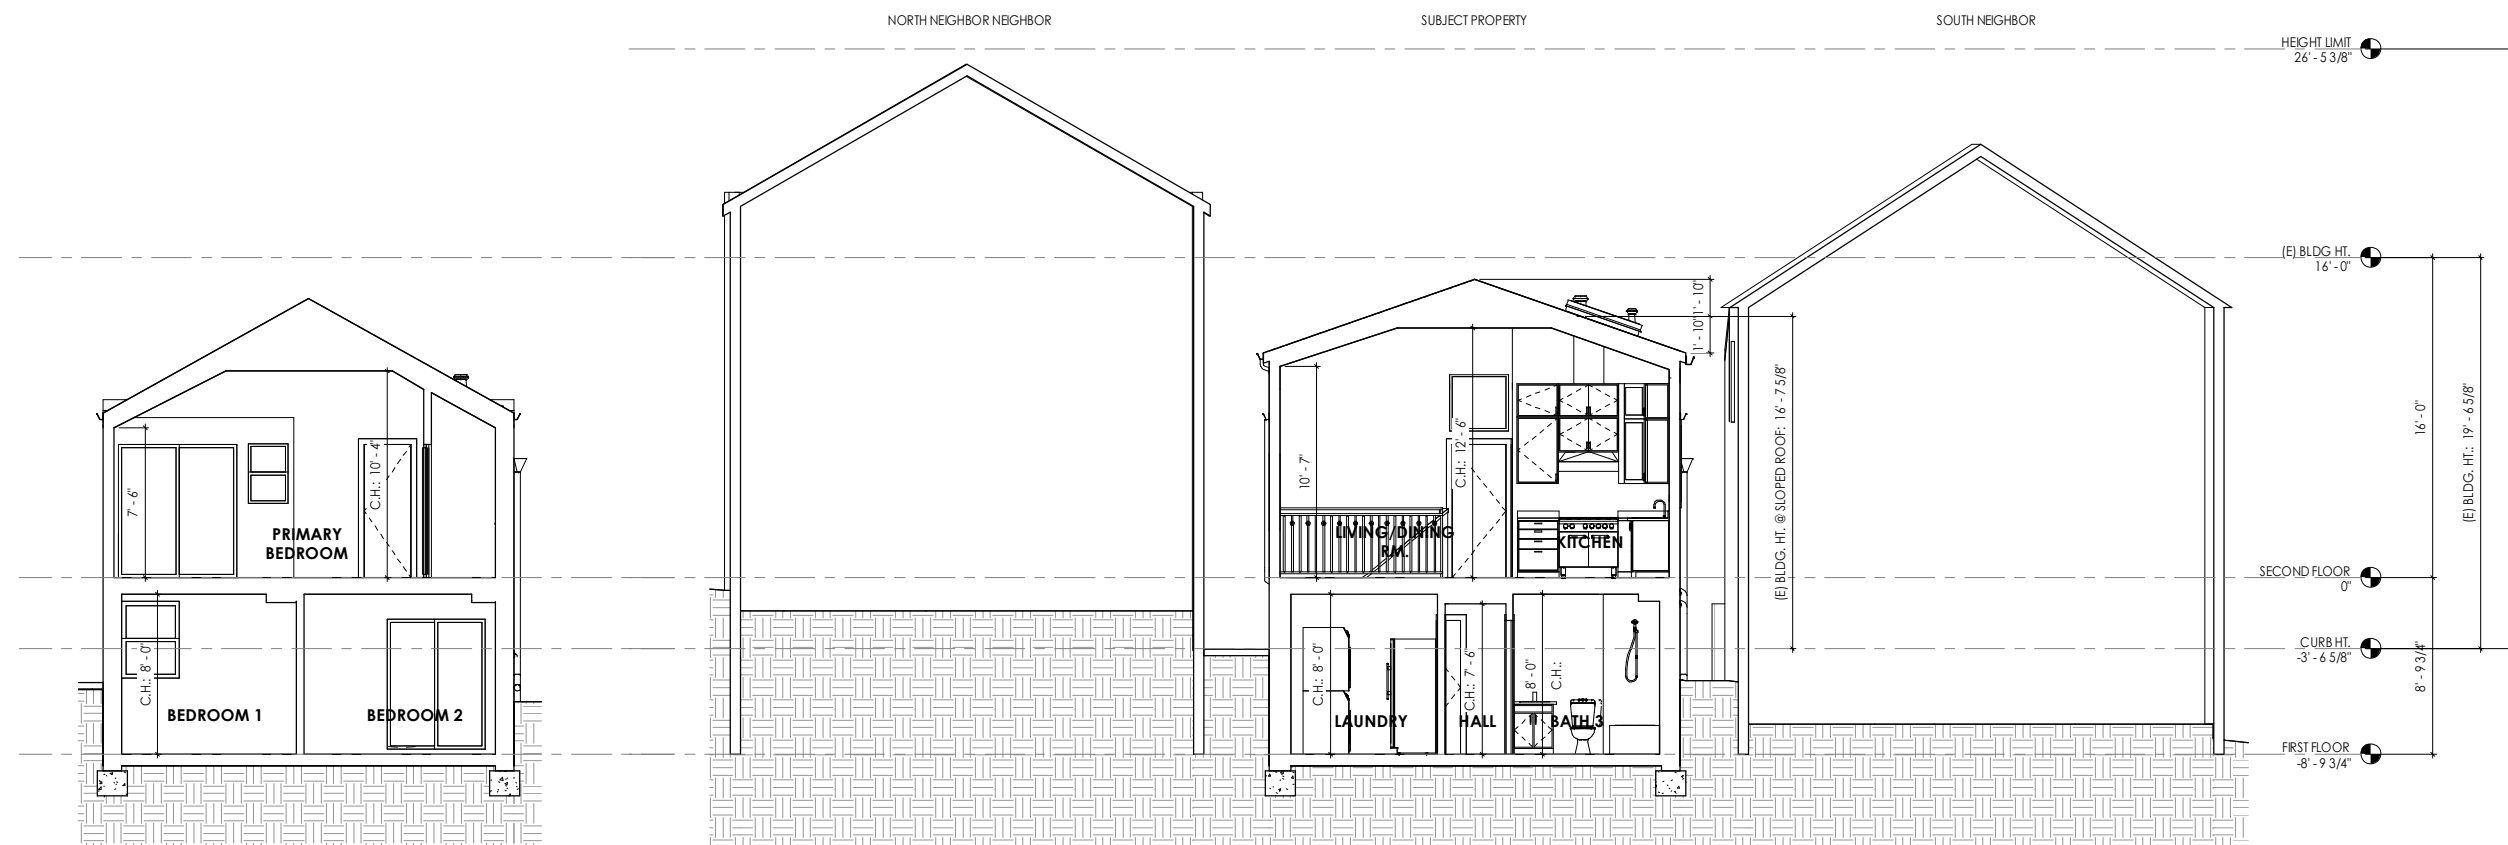 NORTH NEIGHBOR NEIGHBOR
SUBJECT PROPERTY
SOUTH NEIGHBOR
HEIGHT LIMIT
26' - 5 3/8"
(E) BLDG HT.
16' - 0"
1' - 10"
1' - 10"
(E) BLDG. HT. @ SLOPED ROOF: 16' - 7 5/8"
16' - 0"
(E) BLDG. HT.: 19' - 6 5/8"
7' - 6"
C.H.: 10' - 4"
PRIMARY
BEDROOM
10' - 7"
C.H.: 12' - 6"
LIVING/DINING
RM.
KITCHEN
SECOND FLOOR
0"
CURB HT.
-3' - 6 5/8"
8' - 9 3/4"
C.H.: 8' - 0"
BEDROOM 1
BEDROOM 2
C.H.: 8' - 0"
LAUNDRY
C.H.: 7' - 6"
HALL
8' - 0"
C.H.:
BATH 3
FIRST FLOOR
-8' - 9 3/4"